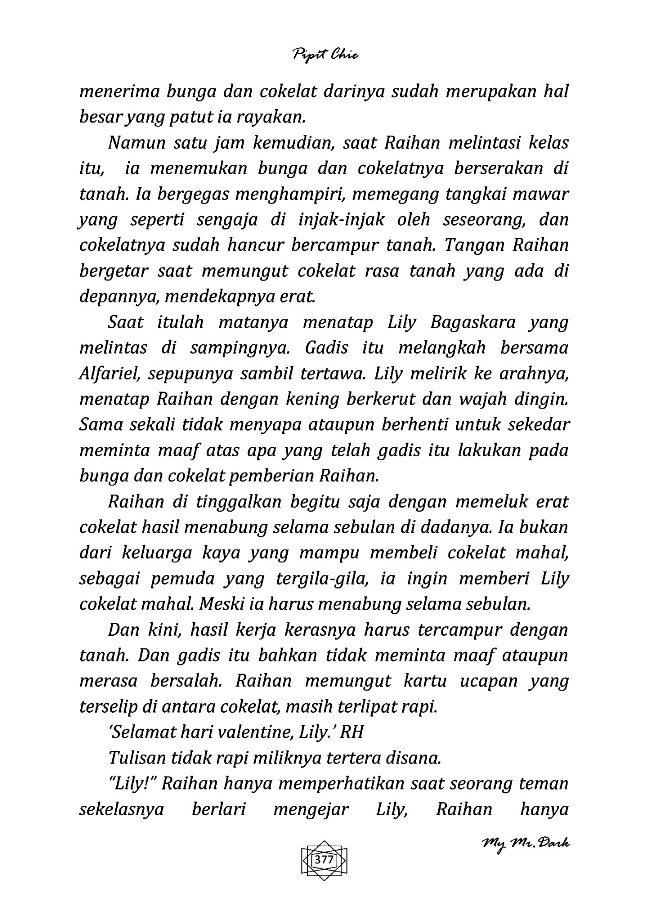 Pipit Chie
menerima bunga dan cokelat darinya sudah merupakan hal
besar yang patut ia rayakan.
Namun satu jam kemudian, saat Raihan melintasi kelas
itu, ia menemukan bunga dan cokelatnya berserakan di
tanah. Ia bergegas menghampiri, memegang tangkai mawar
yang seperti sengaja di injak-injak oleh seseorang, dan
cokelatnya sudah hancur bercampur tanah. Tangan Raihan
bergetar saat memungut cokelat rasa tanah yang ada di
depannya, mendekapnya erat.
Saat itulah matanya menatap Lily Bagaskara yang
melintas di sampingnya. Gadis itu melangkah bersama
Alfariel, sepupunya sambil tertawa. Lily melirik ke arahnya,
menatap Raihan dengan kening berkerut dan wajah dingin.
Sama sekali tidak menyapa ataupun berhenti untuk sekedar
meminta maaf atas apa yang telah gadis itu lakukan pada
bunga dan cokelat pemberian Raihan.
Raihan di tinggalkan begitu saja dengan memeluk erat
cokelat hasil menabung selama sebulan di dadanya. Ia bukan
dari keluarga kaya yang mampu membeli cokelat mahal,
sebagai pemuda yang tergila-gila, ia ingin memberi Lily
cokelat mahal. Meski ia harus menabung selama sebulan.
Dan kini, hasil kerja kerasnya harus tercampur dengan
tanah. Dan gadis itu bahkan tidak meminta maaf ataupun
merasa bersalah. Raihan memungut kartu ucapan yang
terselip di antara cokelat, masih terlipat rapi.
‘Selamat hari valentine, Lily.’ RH
Tulisan tidak rapi miliknya tertera disana.
“Lily!” Raihan hanya memperhatikan saat seorang teman
sekelasnya berlari mengejar Lily, Raihan hanya
My Mr. Dark
377